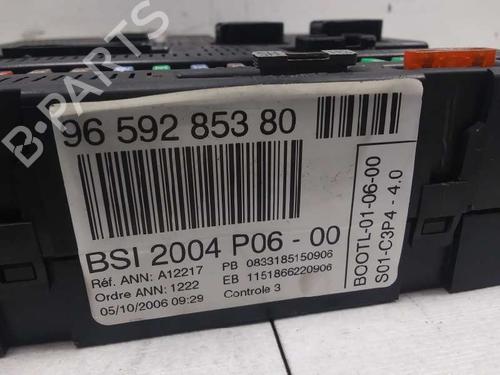 96 592 853 80
BSI 2004 P06 - 00
Réf. ANN: A12217 PB 0833185150906
Ordre ANN: 1222 EB 1151866220906
05/10/2006 09:29 Controle 3
BOOTL-01-06-00
S01-C3P4 - 4.0
B-PARTS